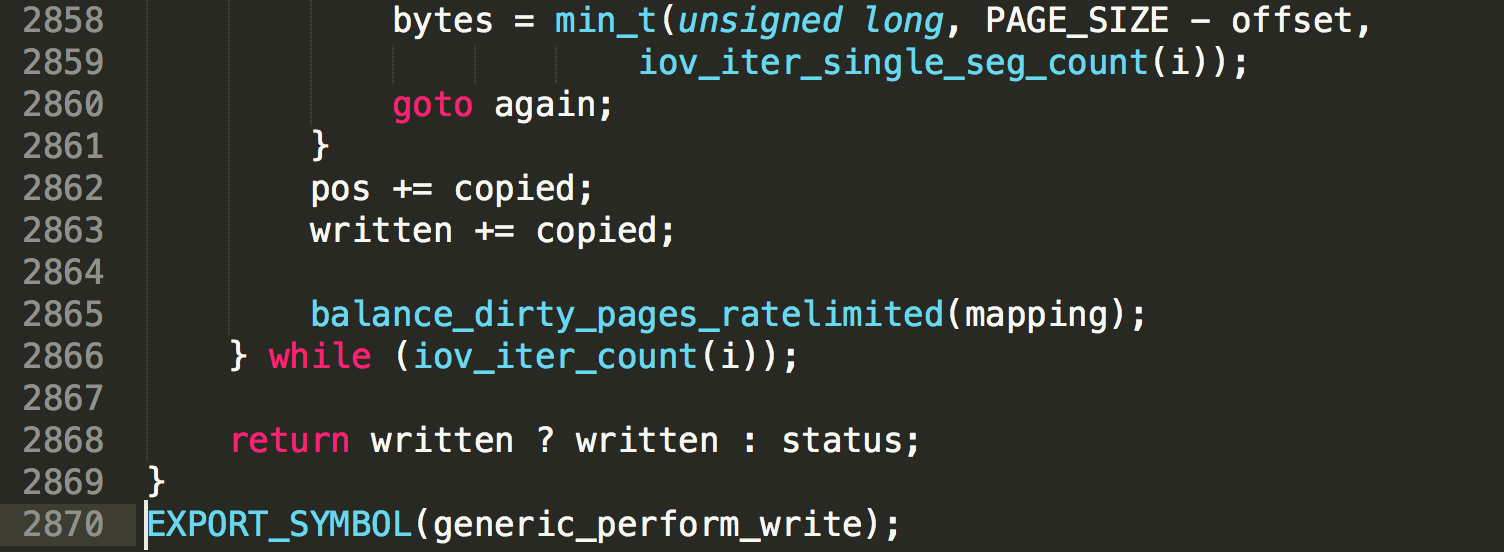 2858 bytes = min_t(unsigned long, PAGE_SIZE - offset,
2859 iov_iter_single_seg_count(i));
2860 goto again;
2861 }
2862 pos += copied;
2863 written += copied;
2864
2865 balance_dirty_pages_ratelimited(mapping);
2866 } while (iov_iter_count(i));
2867
2868 return written ? written : status;
2869 }
2870 EXPORT_SYMBOL(generic_perform_write);